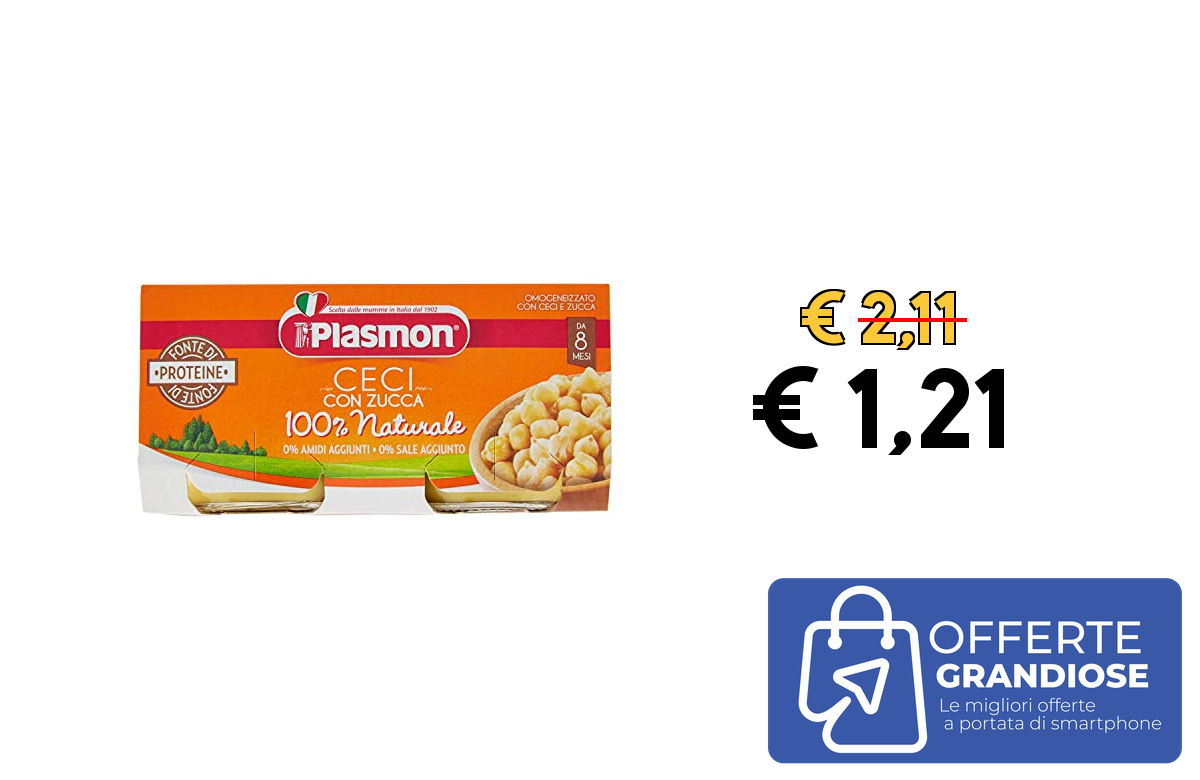 OMOGENEIZZATO
CON CECI E ZUCCA
Scelto dalle mamme in Italia dal 1902
Plasmon®
DA
8
MESI
FONTE DI
•PROTEINE•
FONTE DI
CECI
CON ZUCCA
100% Naturale
0% AMIDI AGGIUNTI • 0% SALE AGGIUNTO
€ 2,11
€ 1,21
OFFERTE
GRANDIOSE
Le migliori offerte
a portata di smartphone